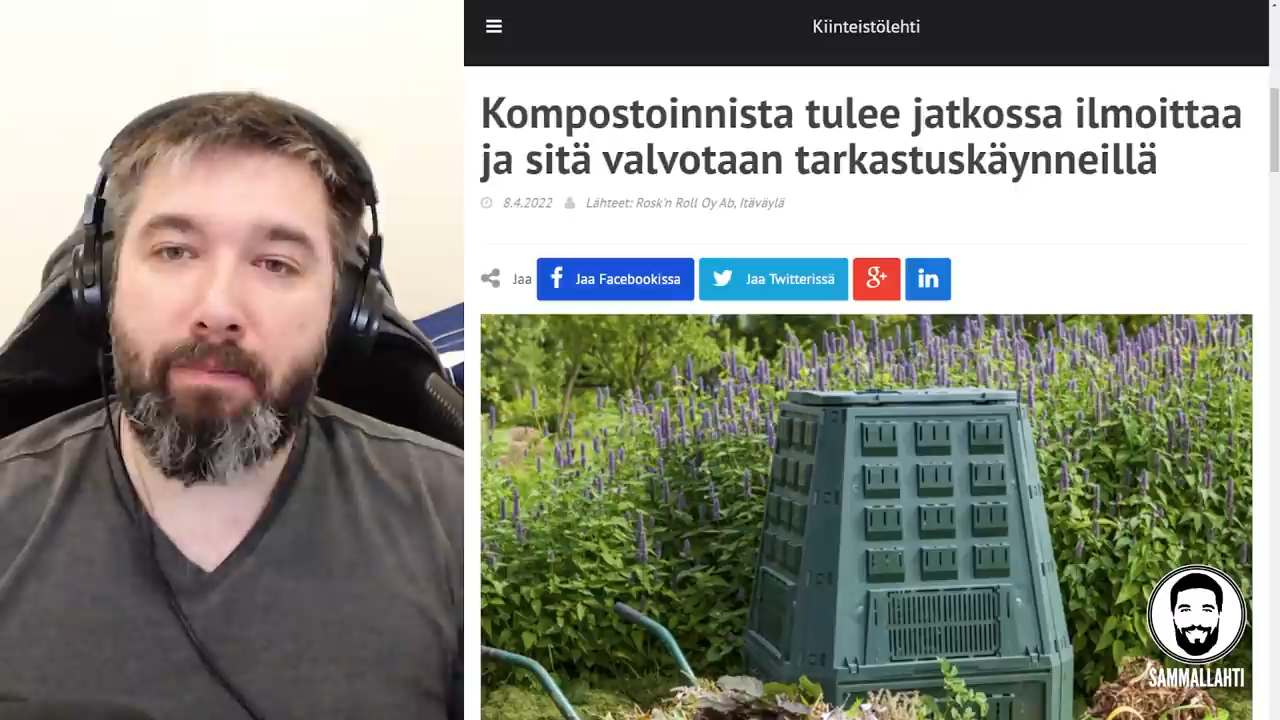 Kiinteistölehti
Kompostoinnista tulee jatkossa ilmoittaa
ja sitä valvotaan tarkastuskäynneillä
8.4.2022 Lähteet: Rosk'n Roll Oy Ab, Itäväylä
Jaa
f Jaa Facebookissa
Jaa Twitterissä
g+
in
SAMMALLAHTI